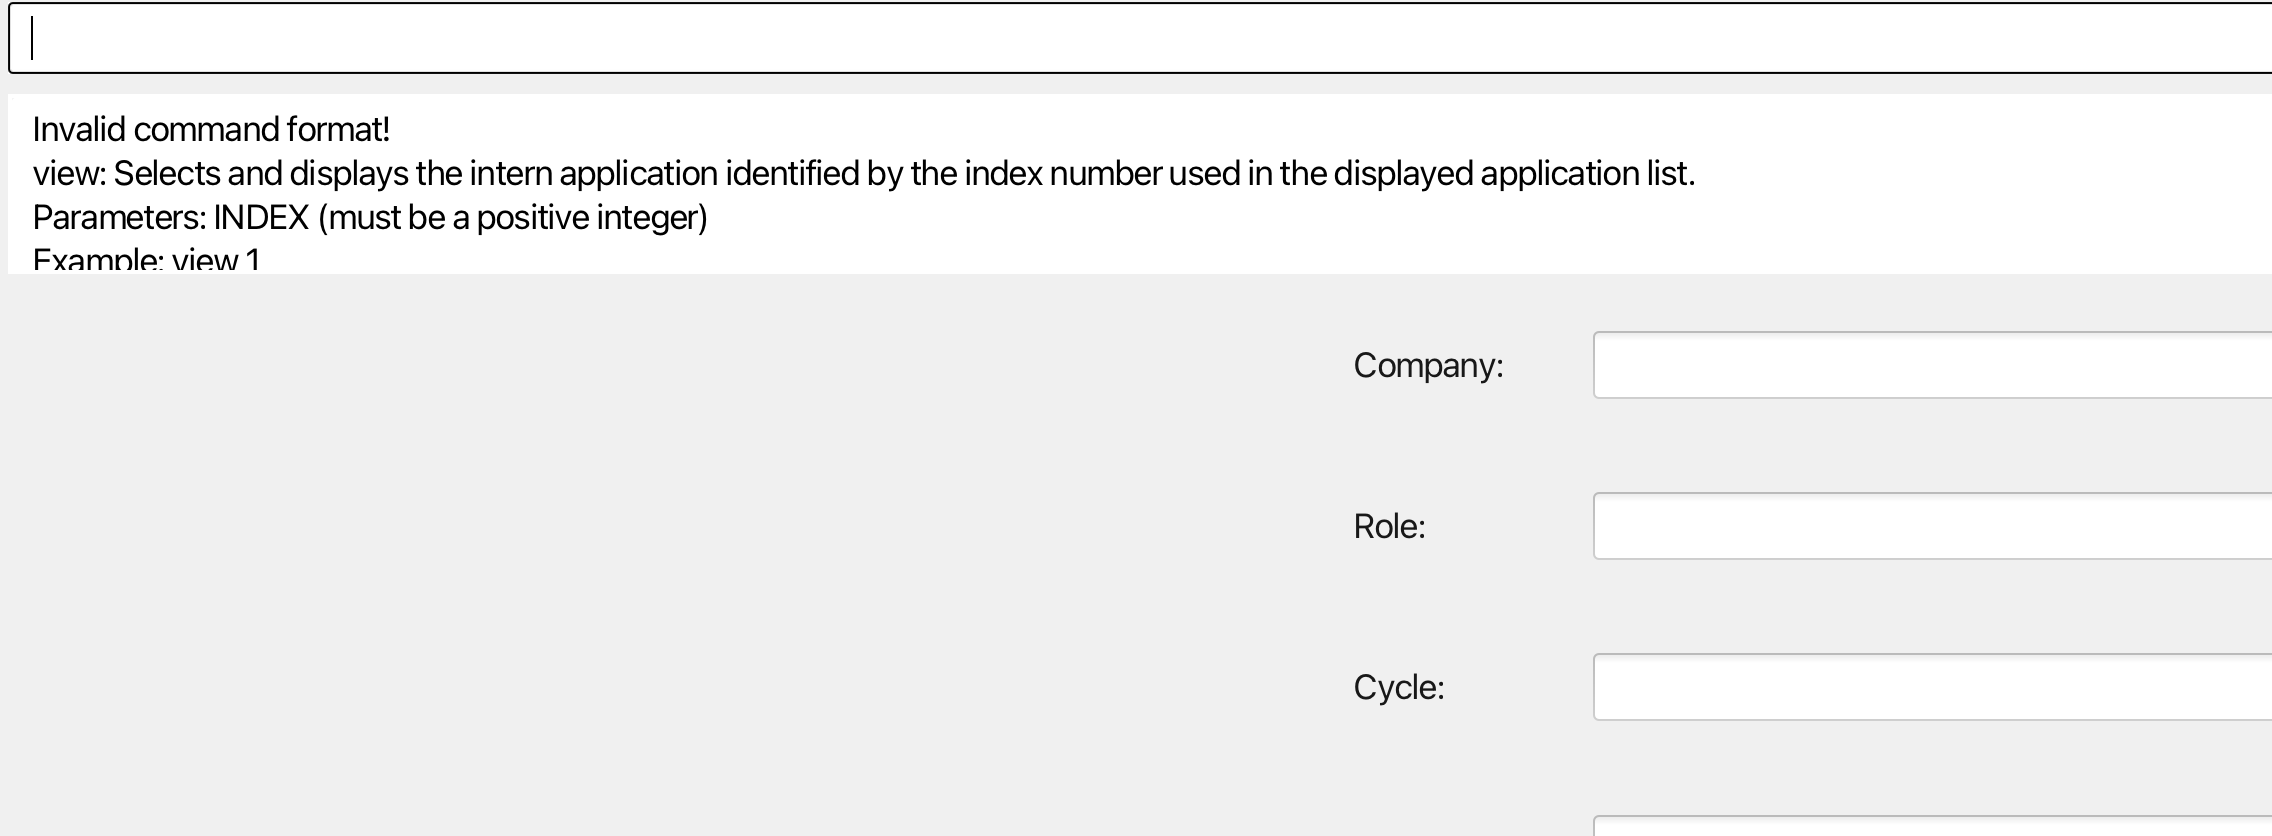 Invalid command format!
view: Selects and displays the intern application identified by the index number used in the displayed application list.
Parameters: INDEX (must be a positive integer)
Example: view 1
Company:
Role:
Cycle: